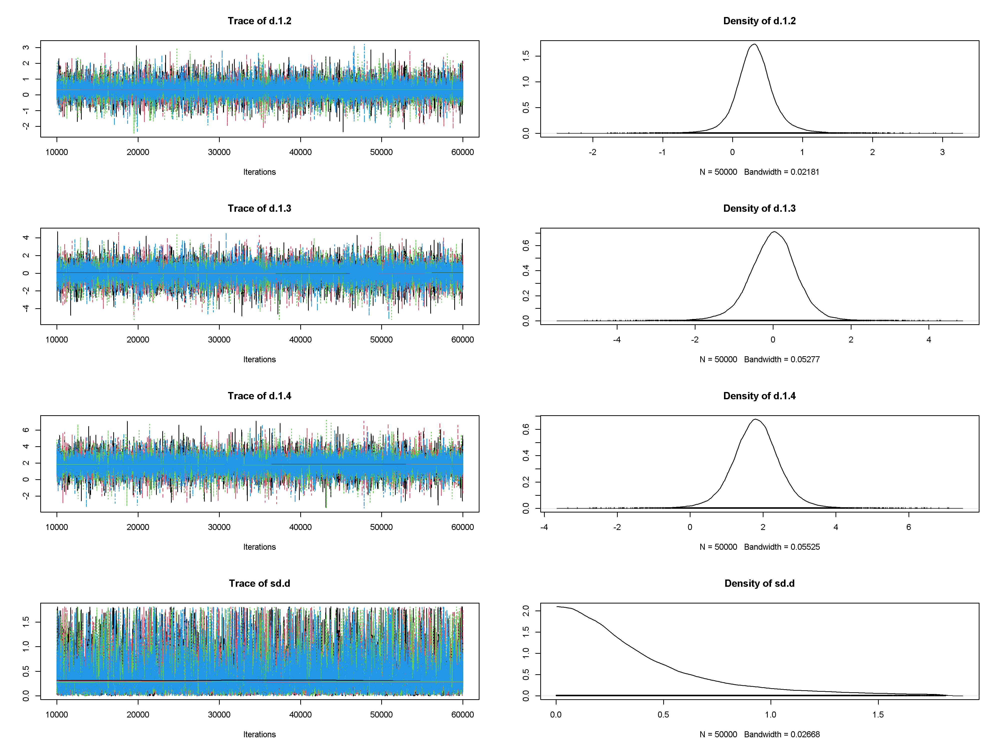 Trace of d.1.2
3
2
1
0
-1
-2
10000 20000 30000 40000 50000 60000
Iterations
Density of d.1.2
1.5
1.0
0.5
0.0
-2 -1 0 1 2 3
N = 50000 Bandwidth = 0.02181
Trace of d.1.3
4
2
0
-2
-4
10000 20000 30000 40000 50000 60000
Iterations
Density of d.1.3
0.6
0.4
0.2
0.0
-4 -2 0 2 4
N = 50000 Bandwidth = 0.05277
Trace of d.1.4
6
4
2
0
-2
10000 20000 30000 40000 50000 60000
Iterations
Density of d.1.4
0.6
0.4
0.2
0.0
-4 -2 0 2 4 6
N = 50000 Bandwidth = 0.05525
Trace of sd.d
1.5
1.0
0.5
0.0
10000 20000 30000 40000 50000 60000
Iterations
Density of sd.d
2.0
1.5
1.0
0.5
0.0
0.0 0.5 1.0 1.5
N = 50000 Bandwidth = 0.02668